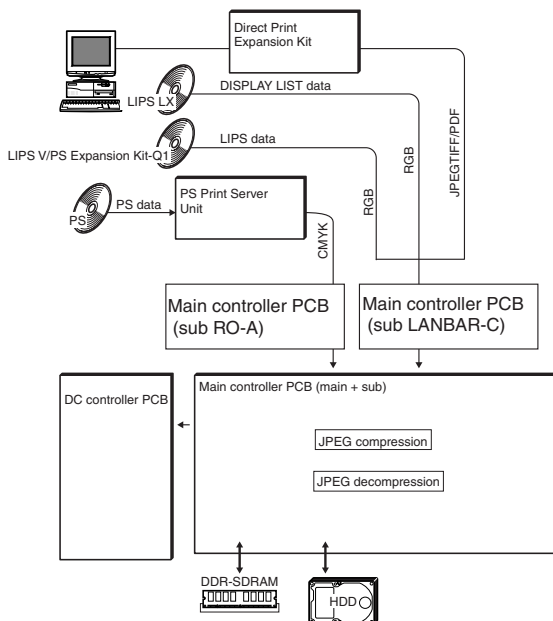 Direct Print
Expansion Kit
DISPLAY LIST data
LIPS LX
LIPS data
LIPS V/PS Expansion Kit-Q1
PS data
PS
PS Print Server
Unit
CMYK
RGB
RGB
JPEGTIFF/PDF
Main controller PCB
(sub RO-A)
Main controller PCB
(sub LANBAR-C)
DC controller PCB
Main controller PCB (main + sub)
JPEG compression
JPEG decompression
DDR-SDRAM
HDD